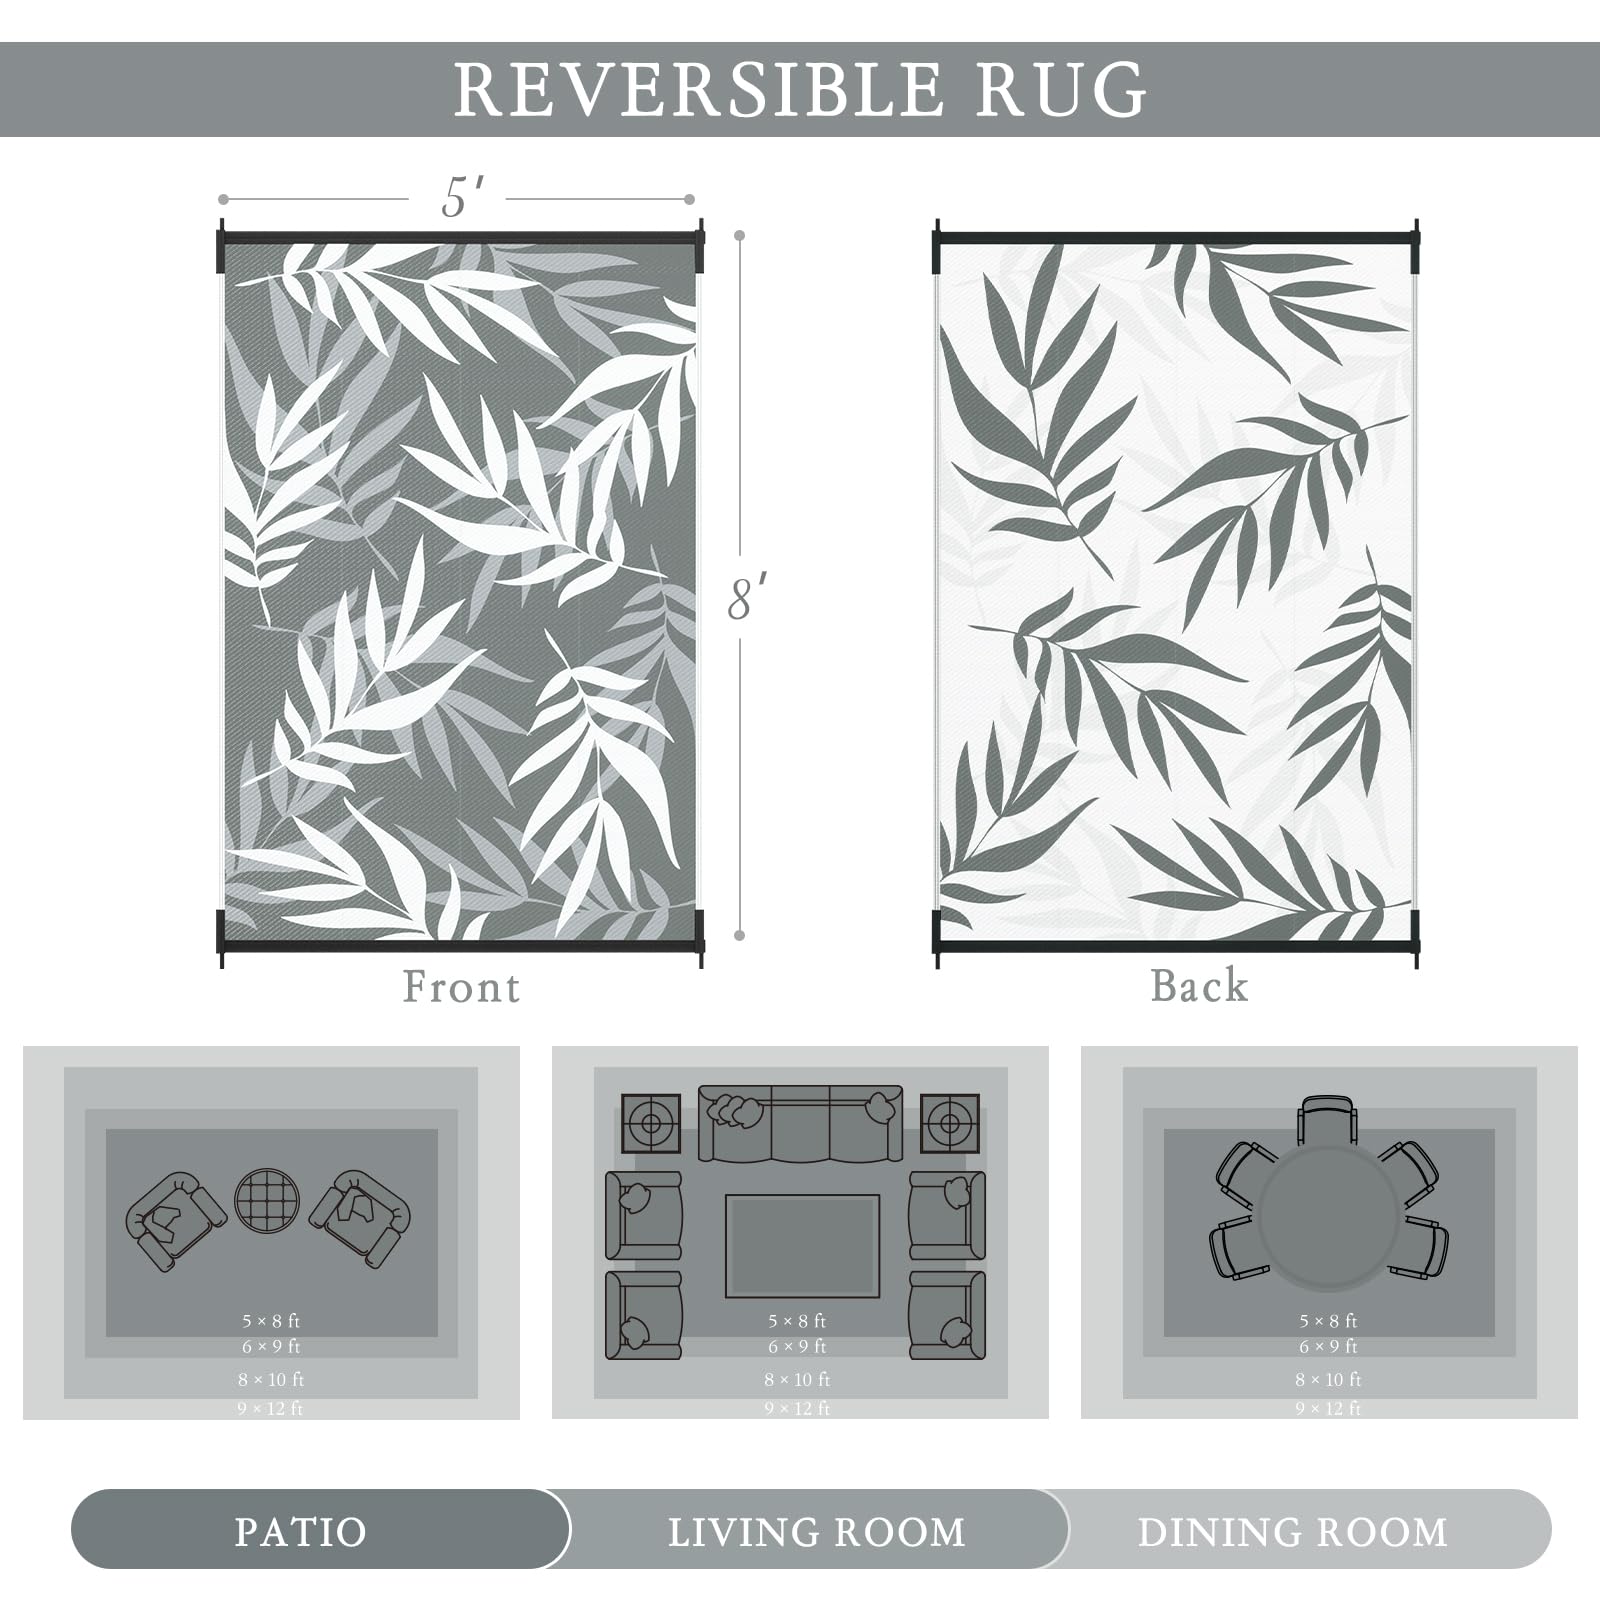 REVERSIBLE RUG
5'
8'
Front
Back
5 × 8 ft
6 × 9 ft
8 × 10 ft
9 × 12 ft
5 × 8 ft
6 × 9 ft
8 × 10 ft
9 × 12 ft
5 × 8 ft
6 × 9 ft
8 × 10 ft
9 × 12 ft
PATIO
LIVING ROOM
DINING ROOM